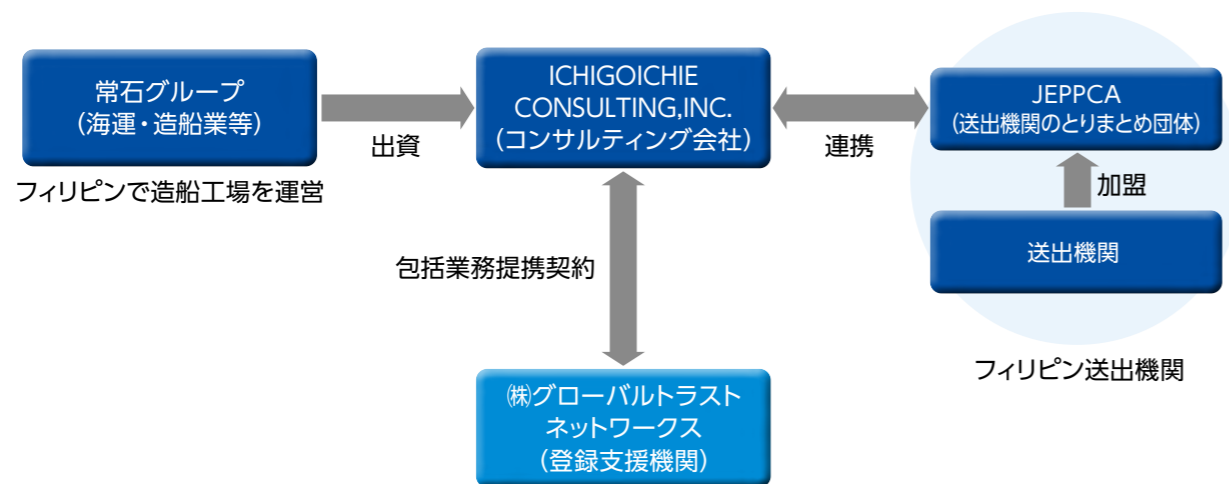 常石グループ
（海運・造船業等）
フィリピンで造船工場を運営
出資
ICHIGOICHIE
CONSULTING,INC.
（コンサルティング会社）
連携
JEPPCA
（送出機関のとりまとめ団体）
加盟
送出機関
フィリピン送出機関
包括業務提携契約
㈱グローバルトラスト
ネットワークス
（登録支援機関）